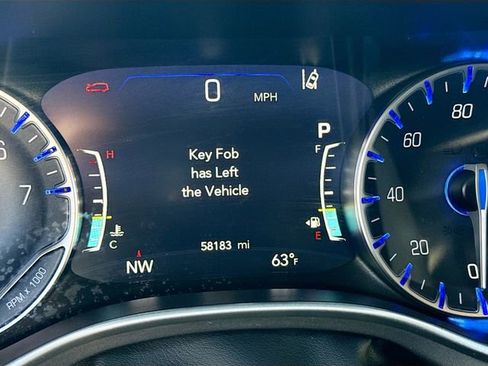 0 MPH
P
H
F
Key Fob
has Left
the Vehicle
C
E
58183 mi
NW
63°F
6
7
RPM x 1000
0
20
40
60
80